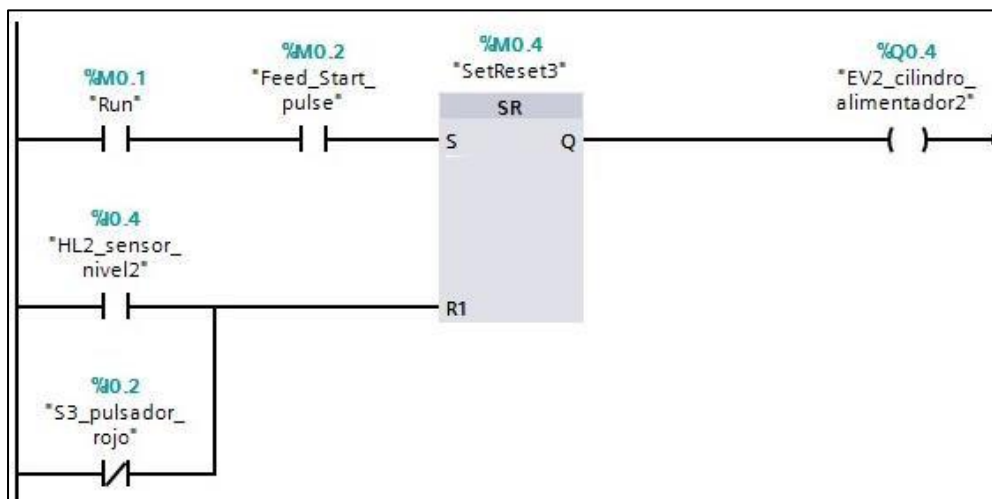 %M0.1
"Run"
%M0.2
"Feed_Start_
pulse"
%M0.4
"SetReset3"
SR
S
Q
%Q0.4
"EV2_cilindro_
alimentador2"
%I0.4
"HL2_sensor_
nivel2"
R1
%I0.2
"S3_pulsador_
rojo"